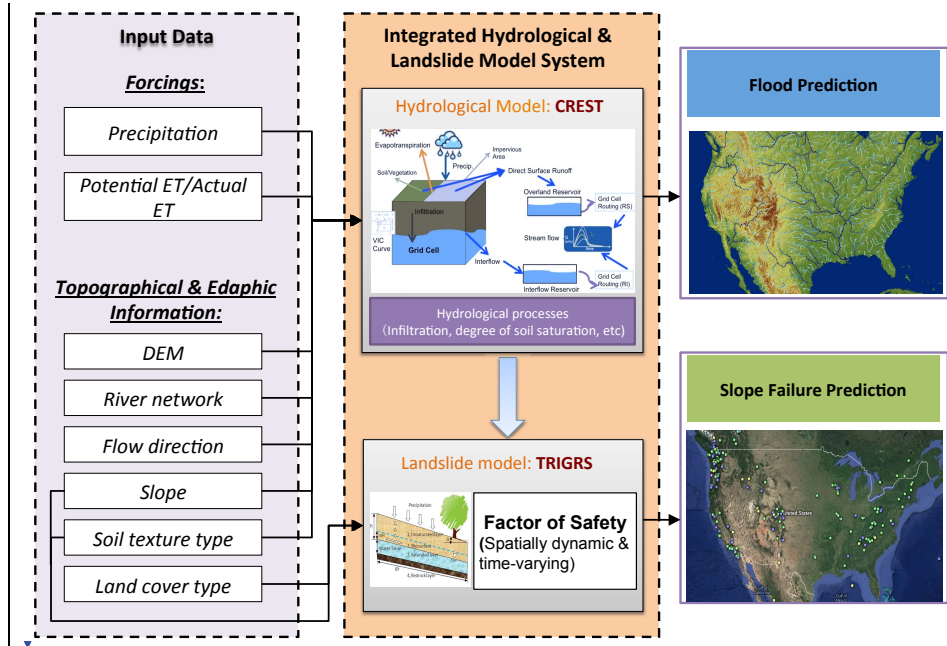 Input Data
Forcings:
Precipitation
Potential ET/Actual
ET
Topographical & Edaphic
Information:
DEM
River network
Flow direction
Slope
Soil texture type
Land cover type
Integrated Hydrological &
Landslide Model System
Hydrological Model: CREST
Evapotranspiration
Impervious
Area
Precip.
Soil/Vegetation
Direct Surface Runoff
Overland Reservoir
Infiltration
Grid Cell
Routing (RS)
VIC
Curve
Grid Cell
Stream flow
Interflow
Grid Cell
Routing (RI)
Interflow Reservoir
Hydrological processes
(Infiltration, degree of soil saturation, etc)
Landslide model: TRIGRS
Precipitation
Factor of Safety
(Spatially dynamic &
time-varying)
Flood Prediction
Slope Failure Prediction
United States